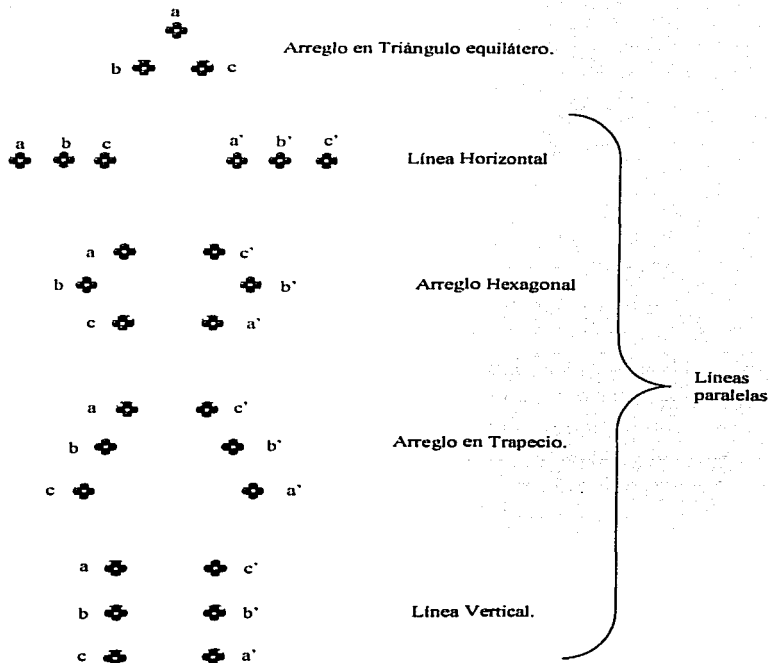 a
Arreglo en Triángulo equilátero.
b c
a b c a' b' c'
Línea Horizontal
a c'
b b'
Arreglo Hexagonal
c a'
Líneas
paralelas
a c'
b b'
Arreglo en Trapecio.
c a'
a c'
b b'
Línea Vertical.
c a'